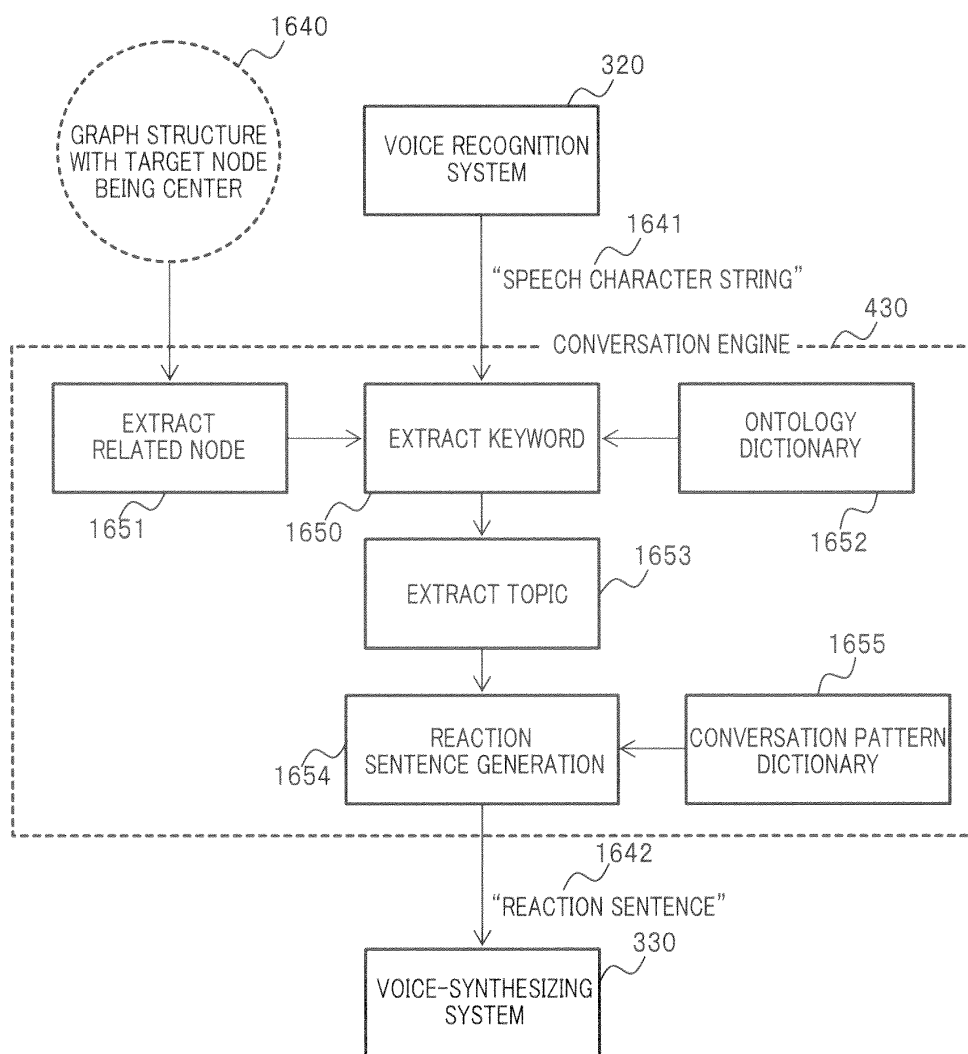 1640
320
GRAPH STRUCTURE
WITH TARGET NODE
BEING CENTER
VOICE RECOGNITION
SYSTEM
1641
“SPEECH CHARACTER STRING”
430
CONVERSATION ENGINE
EXTRACT
RELATED NODE
EXTRACT KEYWORD
ONTOLOGY
DICTIONARY
1651
1650
1652
1653
EXTRACT TOPIC
1655
REACTION
SENTENCE GENERATION
CONVERSATION PATTERN
DICTIONARY
1654
1642
“REACTION SENTENCE”
330
VOICE-SYNTHESIZING
SYSTEM